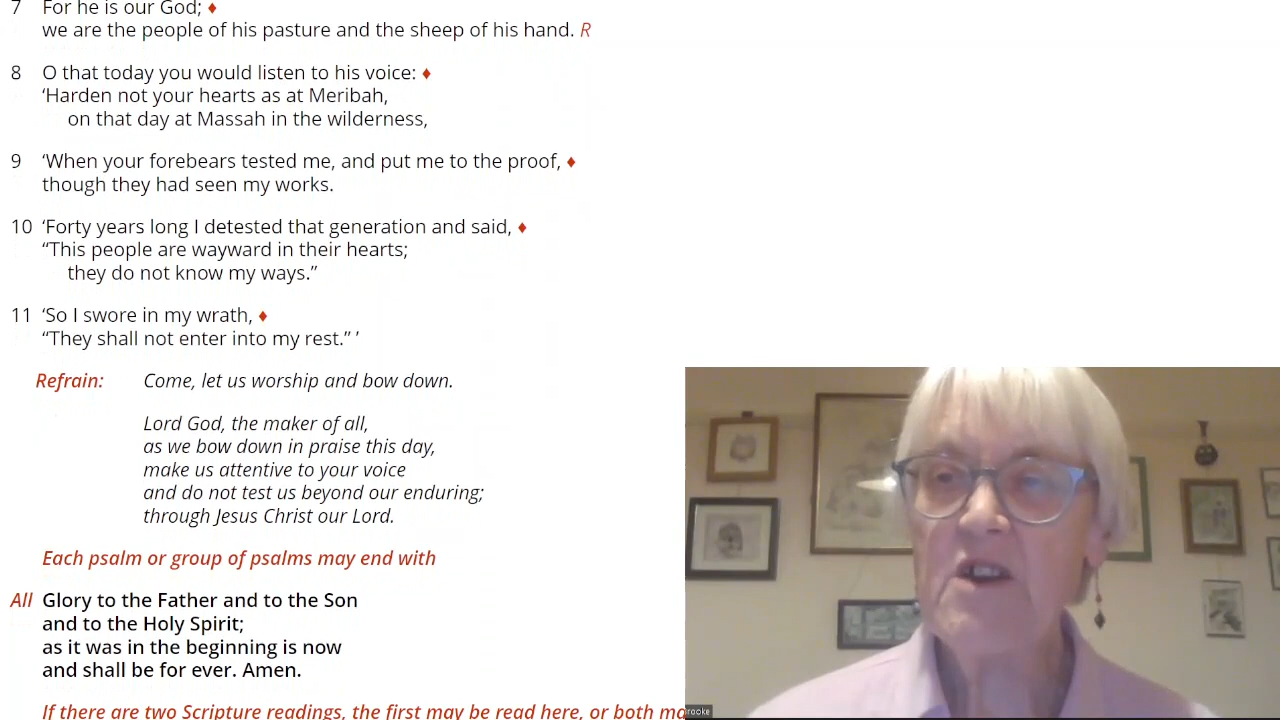 7 For he is our God; ♦
we are the people of his pasture and the sheep of his hand. R
8 O that today you would listen to his voice: ♦
‘Harden not your hearts as at Meribah,
on that day at Massah in the wilderness,
9 ‘When your forebears tested me, and put me to the proof, ♦
though they had seen my works.
10 ‘Forty years long I detested that generation and said, ♦
“This people are wayward in their hearts;
they do not know my ways.”
11 ‘So I swore in my wrath, ♦
“They shall not enter into my rest.” ’
Refrain: Come, let us worship and bow down.
Lord God, the maker of all,
as we bow down in praise this day,
make us attentive to your voice
and do not test us beyond our enduring;
through Jesus Christ our Lord.
Each psalm or group of psalms may end with
All Glory to the Father and to the Son
and to the Holy Spirit;
as it was in the beginning is now
and shall be for ever. Amen.
If there are two Scripture readings, the first may be read here, or both ma
rooke